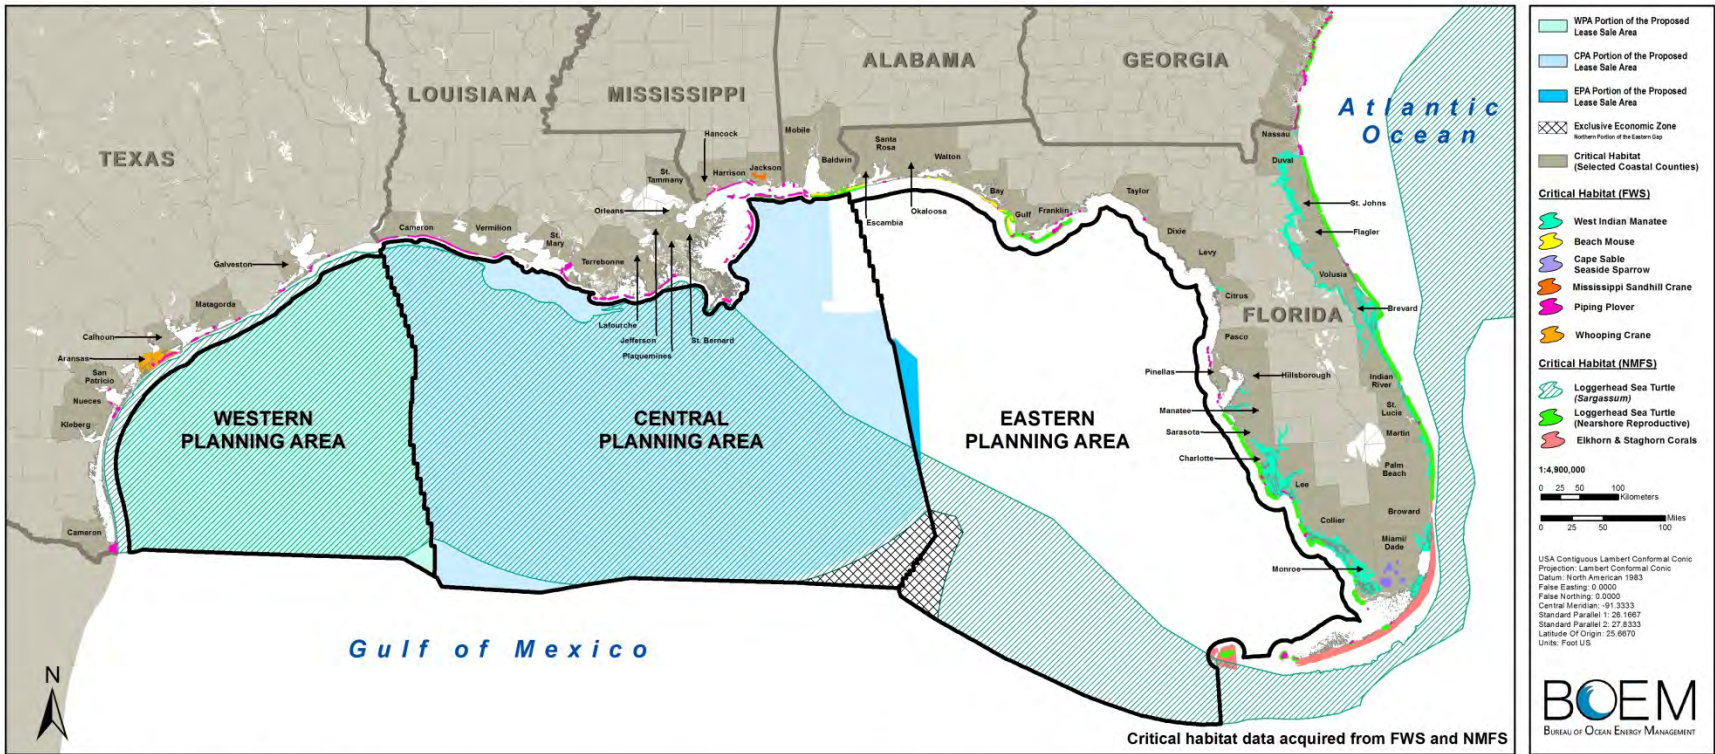 TEXAS
LOUISIANA
MISSISSIPPI
ALABAMA
GEORGIA
FLORIDA
Atlantic
Ocean
Gulf of Mexico
WESTERN
PLANNING AREA
CENTRAL
PLANNING AREA
EASTERN
PLANNING AREA
Hancock
Mobile
Santa
Rosa
Walton
Baldwin
Jackson
Harrison
St.
Tammany
Orleans
Escambia
Okaloosa
Bay
Gulf
Franklin
Taylor
Dixie
Levy
Citrus
Pasco
Pinellas
Hillsborough
Manatee
Sarasota
Charlotte
Lee
Collier
Monroe
Nassau
Duval
St. Johns
Flagler
Volusia
Brevard
Indian
River
St.
Lucie
Martin
Palm
Beach
Broward
Miami/
Dade
Cameron
Vermilion
St.
Mary
Terrebonne
Lafourche
Jefferson
Plaquemines
St. Bernard
Galveston
Matagorda
Calhoun
Aransas
San
Patricio
Nueces
Kleberg
Cameron
N
Critical habitat data acquired from FWS and NMFS
WPA Portion of the Proposed
Lease Sale Area
CPA Portion of the Proposed
Lease Sale Area
EPA Portion of the Proposed
Lease Sale Area
Exclusive Economic Zone
Northern Portion of the Eastern Gap
Critical Habitat
(Selected Coastal Counties)
Critical Habitat (FWS)
West Indian Manatee
Beach Mouse
Cape Sable
Seaside Sparrow
Mississippi Sandhill Crane
Piping Plover
Whooping Crane
Critical Habitat (NMFS)
Loggerhead Sea Turtle
(Sargassum)
Loggerhead Sea Turtle
(Nearshore Reproductive)
Elkhorn & Staghorn Corals
1:4,900,000
0 25 50 100
Kilometers
Miles
0 25 50 100
USA Contiguous Lambert Conformal Conic
Projection: Lambert Conformal Conic
Datum: North American 1983
False Easting: 0.0000
False Northing: 0.0000
Central Meridian: -91.3333
Standard Parallel 1: 26.1667
Standard Parallel 2: 27.8333
Latitude Of Origin: 25.6670
Units: Foot US
BOEM
BUREAU OF OCEAN ENERGY MANAGEMENT